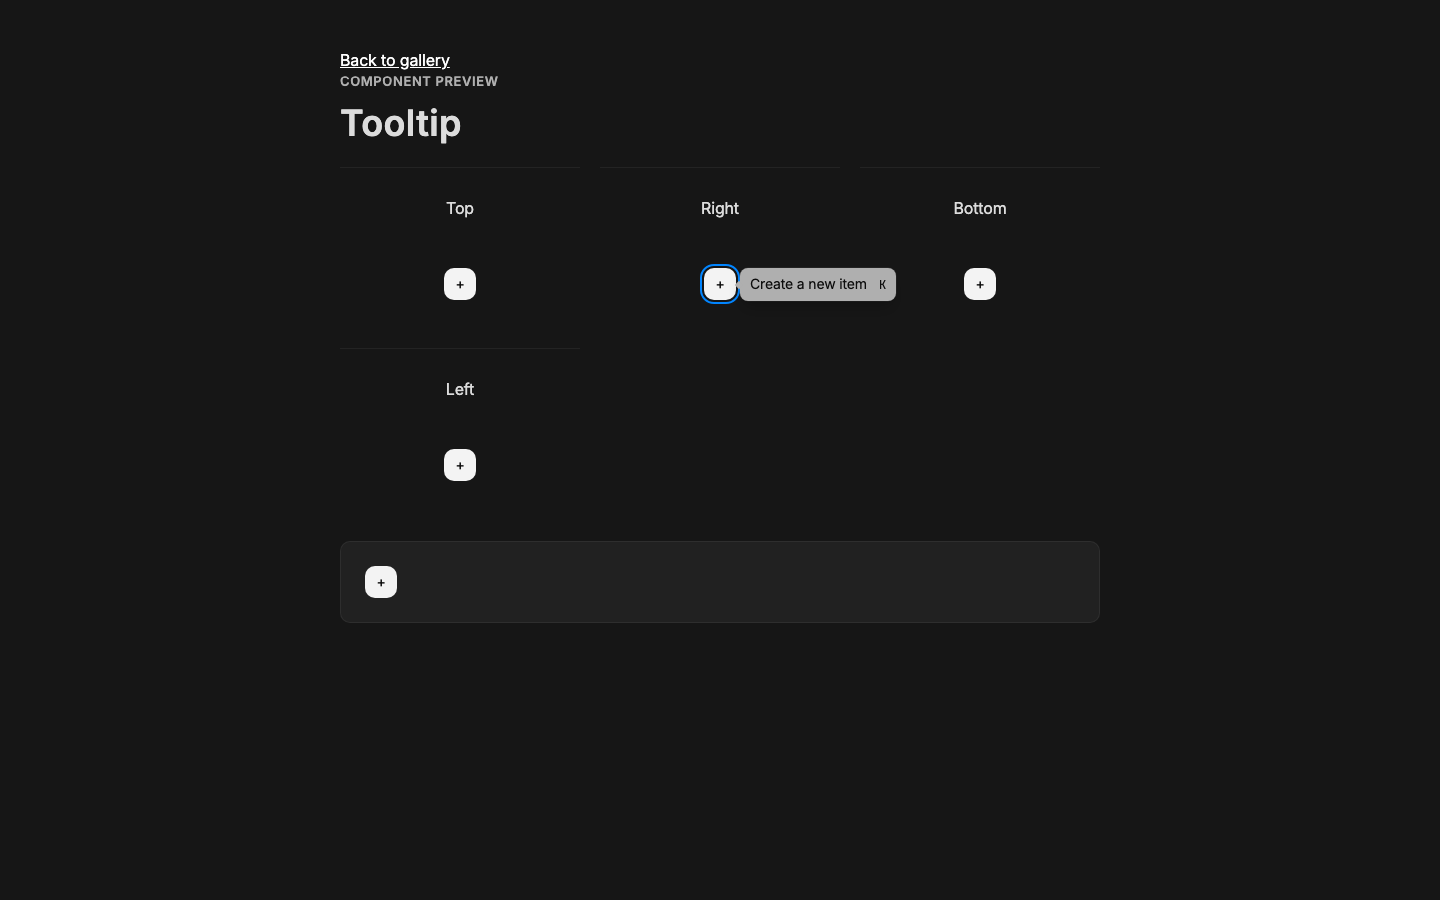 Back to gallery
COMPONENT PREVIEW
Tooltip
Top
Right
Bottom
+
+
Create a new item K
+
Left
+
+